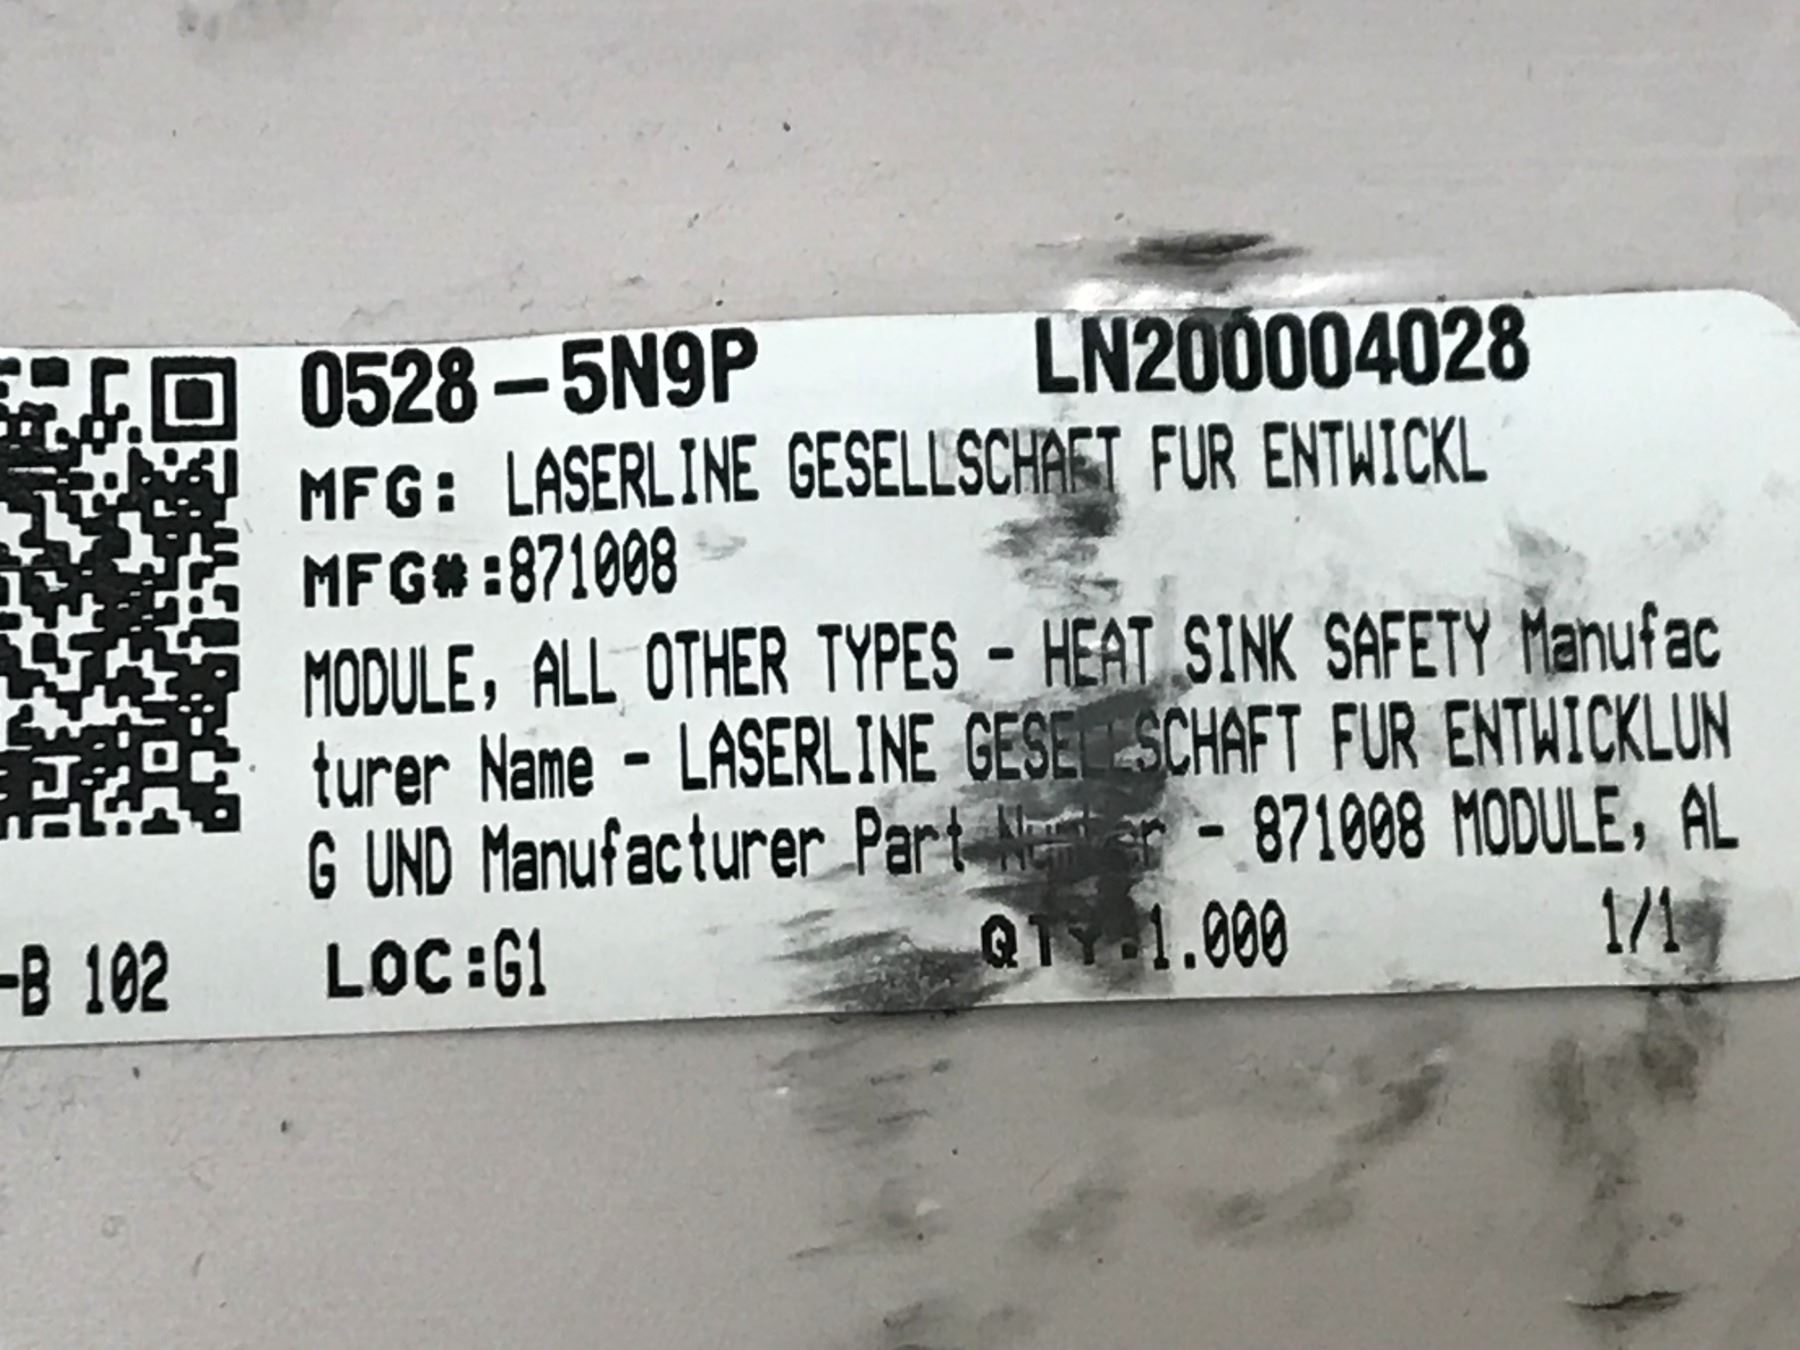 0528-5N9P LN200004028
MFG: LASERLINE GESELLSCHAFT FUR ENTWICKL
MFG#:871008
MODULE, ALL OTHER TYPES - HEAT SINK SAFETY Manufac
turer Name - LASERLINE GESELLSCHAFT FUR ENTWICKLUN
G UND Manufacturer Part Number - 871008 MODULE, AL
-B 102 LOC:G1 QTY:1.000 1/1